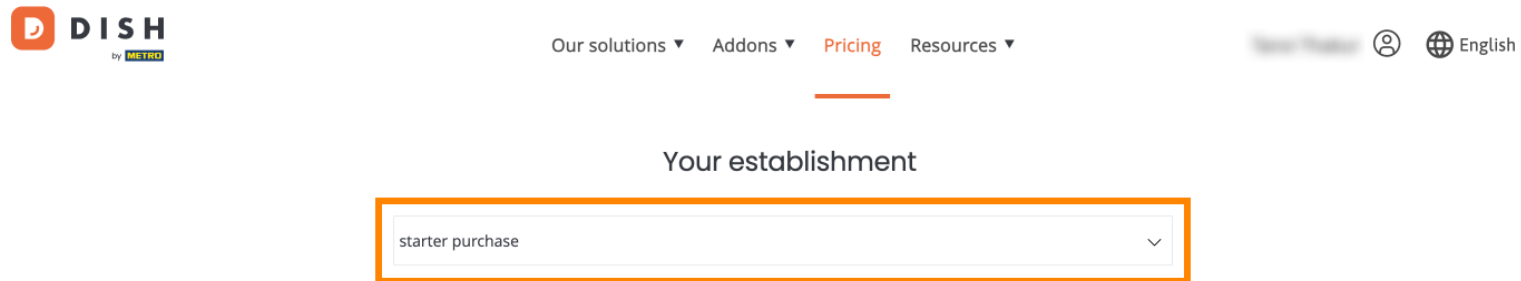 DISH
by METRO
Our solutions ▼ Addons ▼ Pricing Resources ▼ English
Your establishment
starter purchase